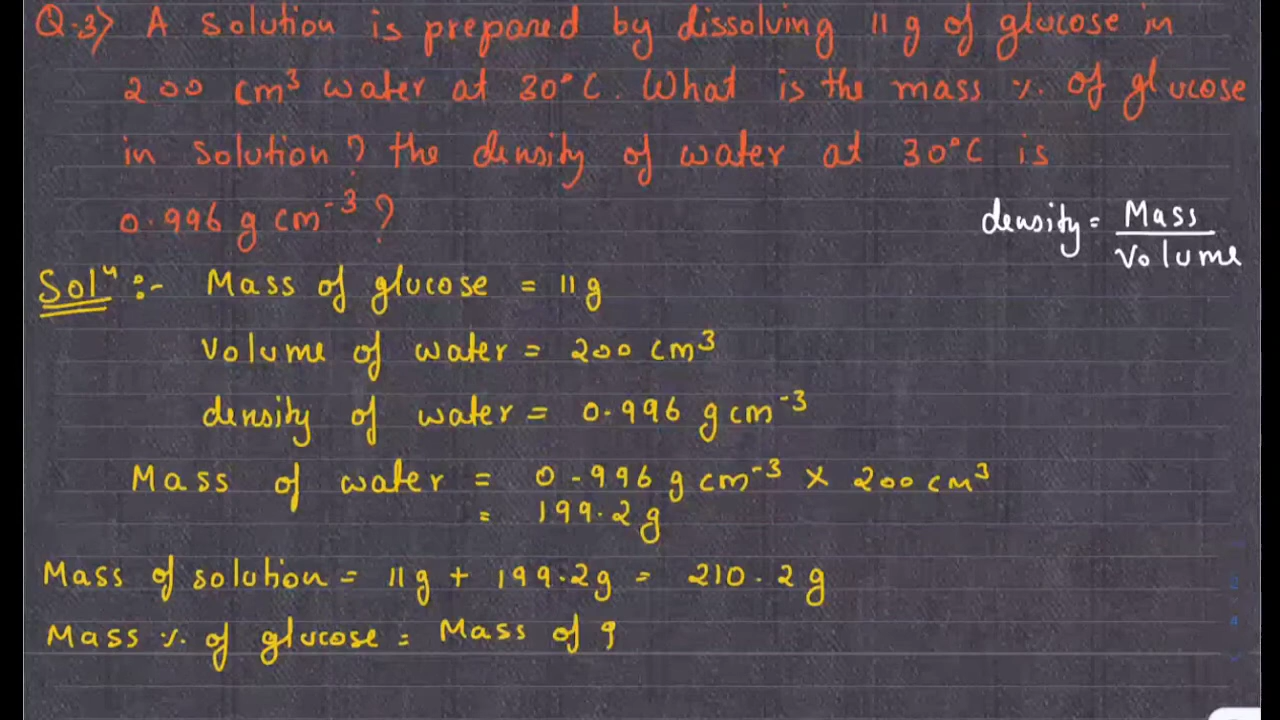 Q.3) A solution is prepared by dissolving 11 g of glucose in
200 cm³ water at 30°C. What is the mass % of glucose
in solution? the density of water at 30°C is
0.996 g cm⁻³ ?
density = Mass
Volume
Solⁿ :- Mass of glucose = 11g
Volume of water = 200 cm³
density of water = 0.996 g cm⁻³
Mass of water = 0.996 g cm⁻³ × 200 cm³
= 199.2 g
Mass of solution = 11g + 199.2g = 210.2 g
Mass % of glucose = Mass of g